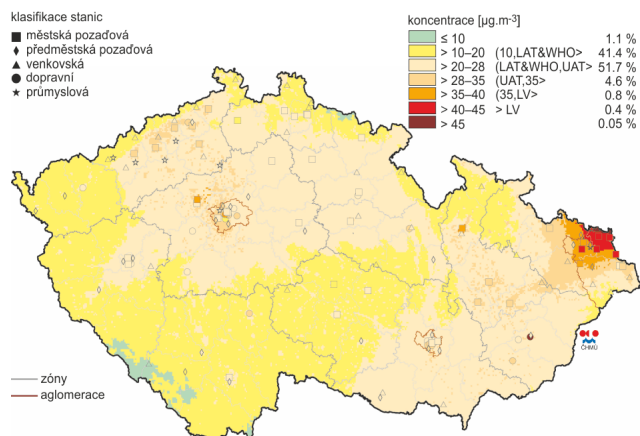 klasifikace stanic
městská pozaďová
předměstská pozaďová
venkovská
dopravní
průmyslová
koncentrace [µg.m-3]
≤ 10 1.1 %
> 10–20 (10,LAT&WHO> 41.4 %
> 20–28 (LAT&WHO,UAT> 51.7 %
> 28–35 (UAT,35> 4.6 %
> 35–40 (35,LV> 0.8 %
> 40–45 > LV 0.4 %
> 45 0.05 %
ČHMÚ
zóny
aglomerace